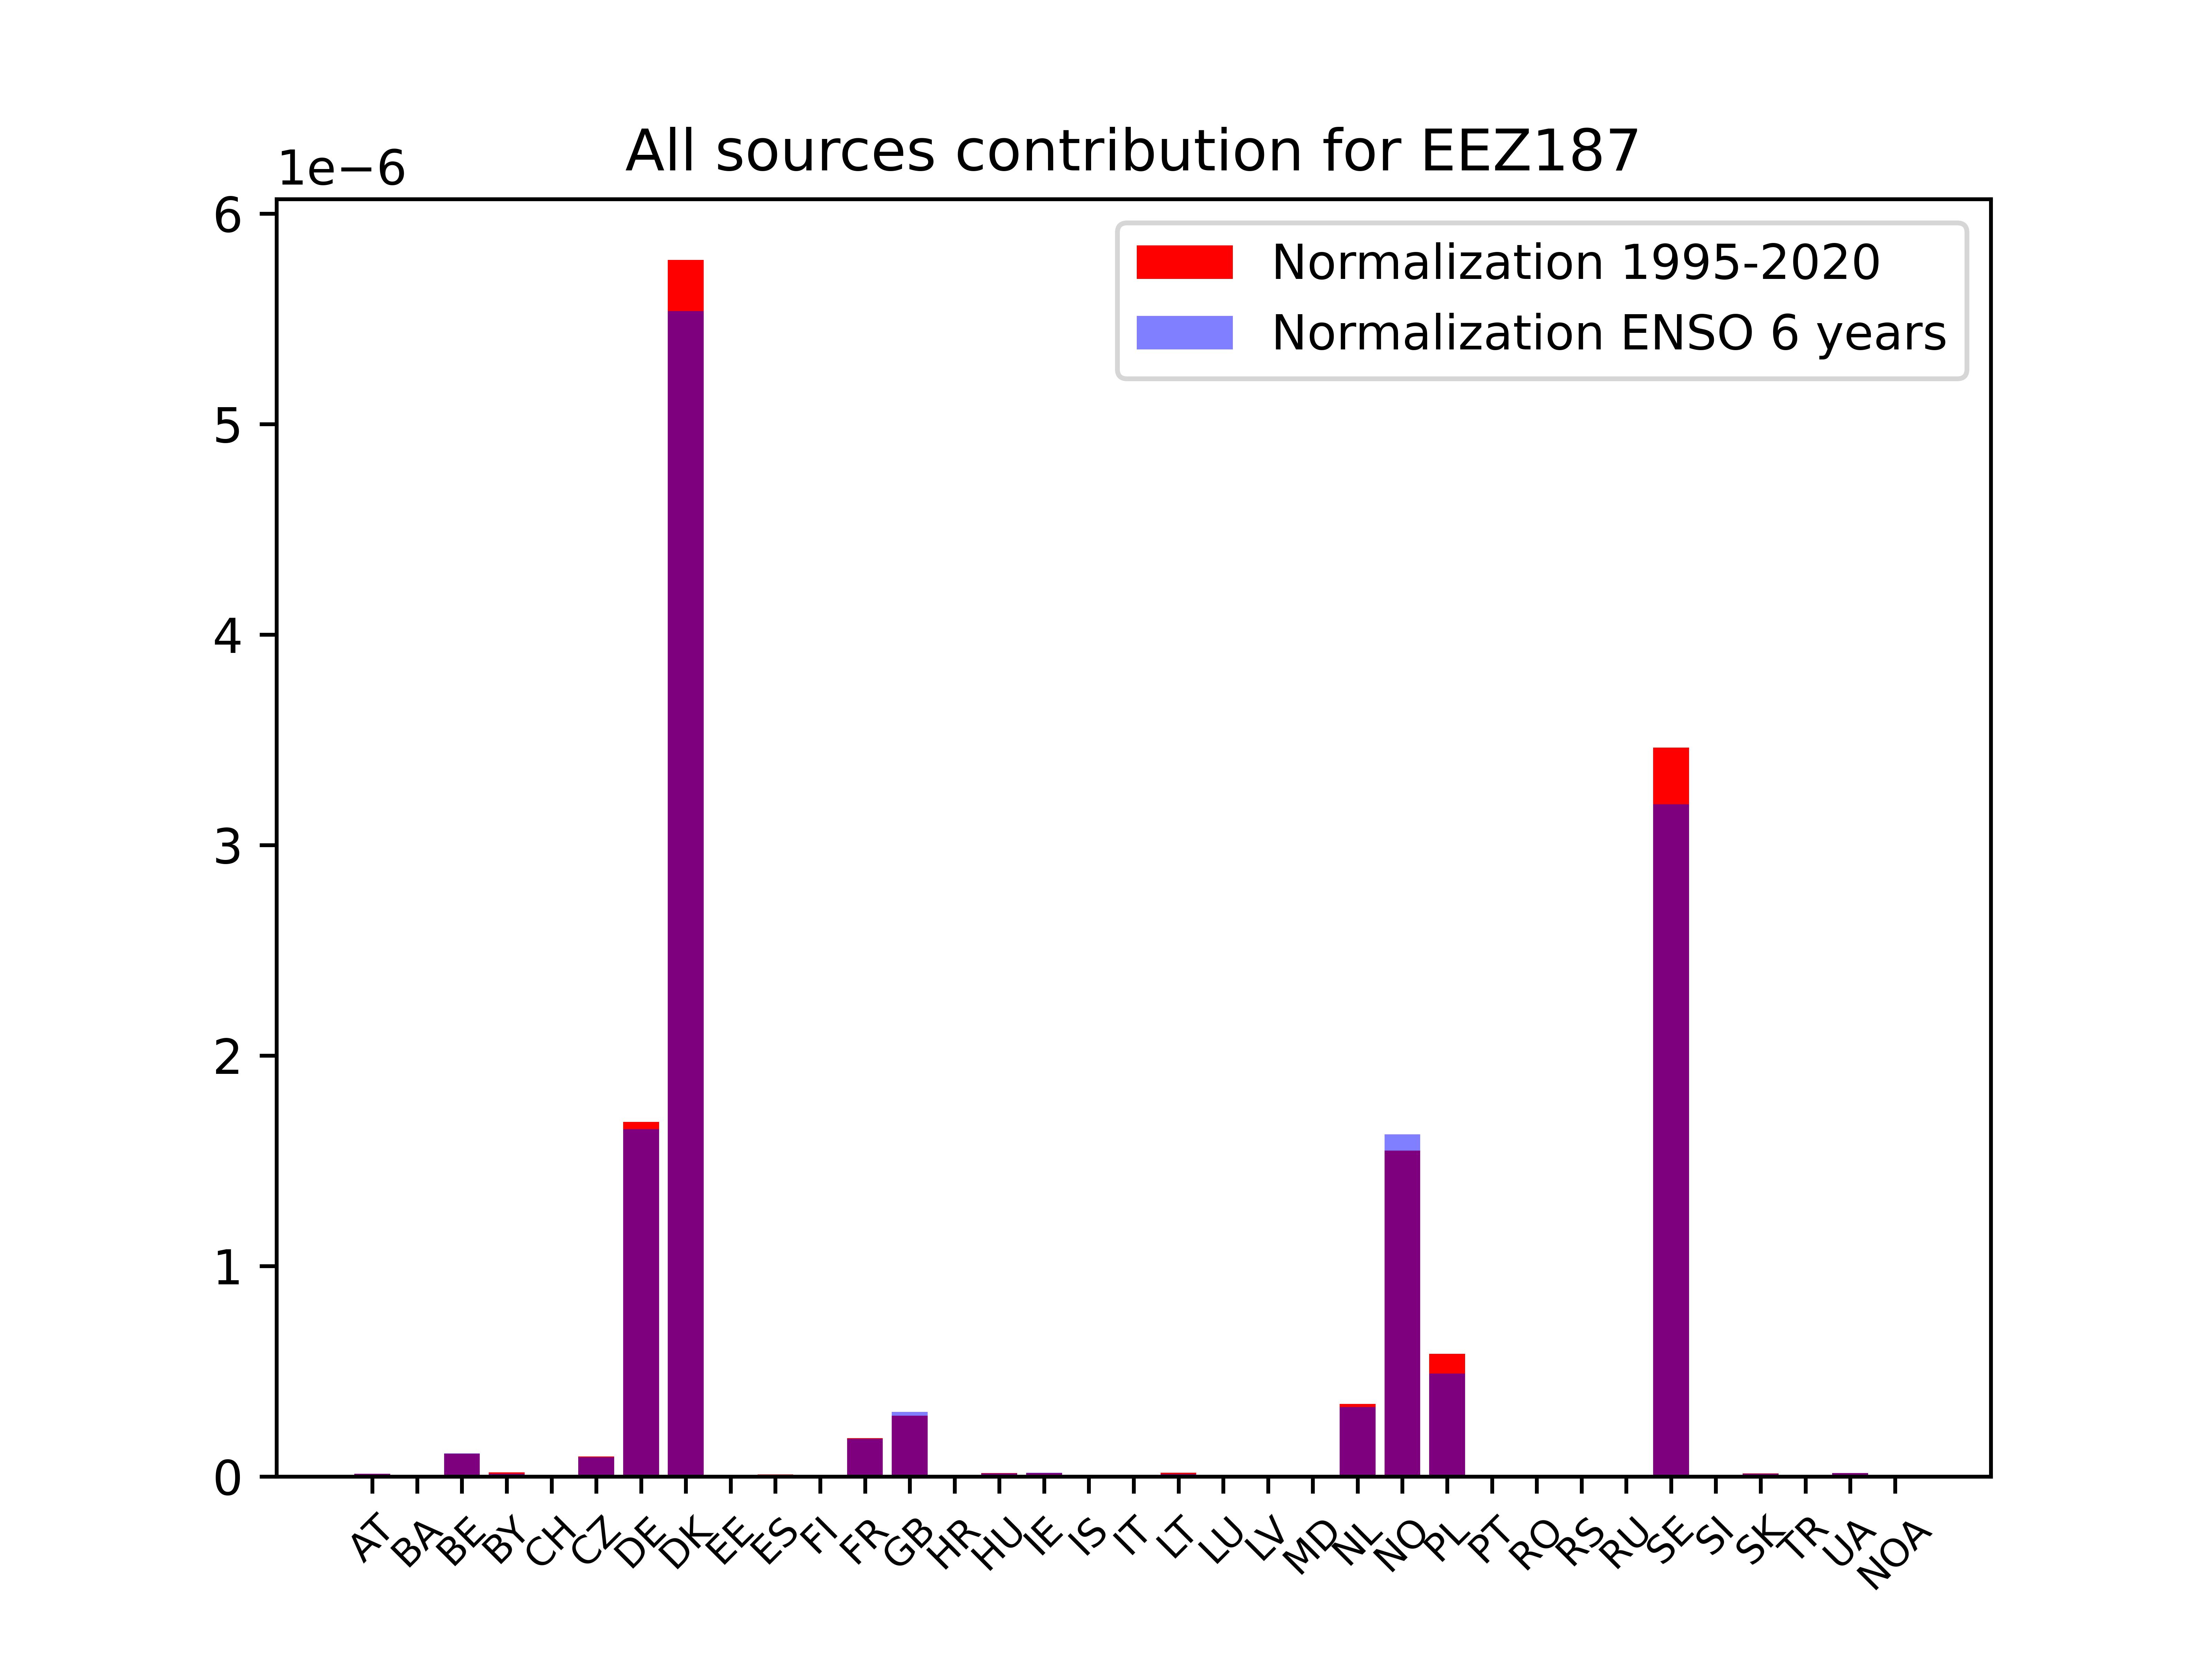 All sources contribution for EEZ187
1e−6
Normalization 1995-2020
Normalization ENSO 6 years
6
5
4
3
2
1
0
AT BA BE BY CH CZ DE DK EE ES FI FR GB HR HU IE IS IT LT LU LV MD NL NO PL PT RO RS RU SE SI SK TR UA NOA